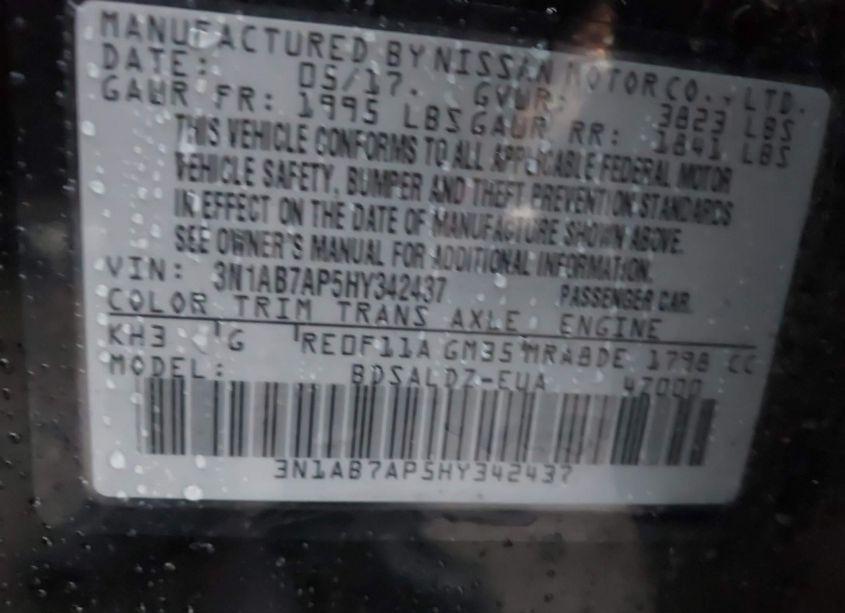 MANUFACTURED BY NISSAN MOTOR CO., LTD.
DATE: 05/17. GVWR: 3823 LBS
GAWR FR: 1995 LBS GAWR RR: 1841 LBS
THIS VEHICLE CONFORMS TO ALL APPLICABLE FEDERAL MOTOR
VEHICLE SAFETY, BUMPER AND THEFT PREVENTION STANDARDS
IN EFFECT ON THE DATE OF MANUFACTURE SHOWN ABOVE.
SEE OWNER'S MANUAL FOR ADDITIONAL INFORMATION.
VIN: 3N1AB7AP5HY342437 PASSENGER CAR.
COLOR TRIM TRANS AXLE ENGINE
KH3 G RE0F11A GM35 MRA8DE 1798 CC
MODEL: BDSALDZ-EUA 47000
3N1AB7AP5HY342437